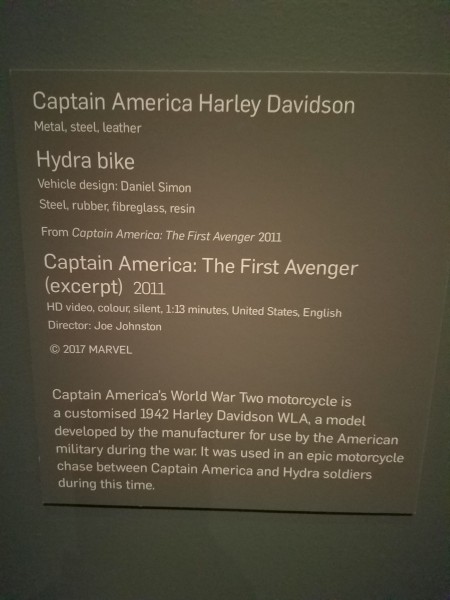 Captain America Harley Davidson
Metal, steel, leather
Hydra bike
Vehicle design: Daniel Simon
Steel, rubber, fibreglass, resin
From Captain America: The First Avenger 2011
Captain America: The First Avenger
(excerpt) 2011
HD video, colour, silent, 1:13 minutes, United States, English
Director: Joe Johnston
© 2017 MARVEL
Captain America's World War Two motorcycle is
a customised 1942 Harley Davidson WLA, a model
developed by the manufacturer for use by the American
military during the war. It was used in an epic motorcycle
chase between Captain America and Hydra soldiers
during this time.